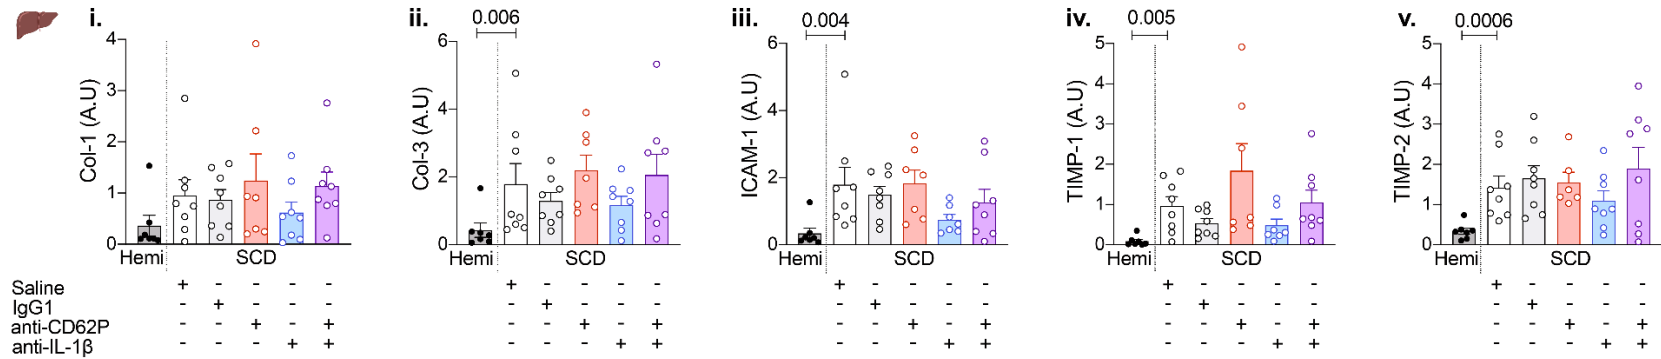 i.
Col-1 (A.U)
4
3
2
1
0
Hemi SCD
ii.
0.006
Col-3 (A.U)
6
4
2
0
Hemi SCD
iii.
0.004
ICAM-1 (A.U)
6
4
2
0
Hemi SCD
iv.
0.005
TIMP-1 (A.U)
5
4
3
2
1
0
Hemi SCD
v.
0.0006
TIMP-2 (A.U)
5
4
3
2
1
0
Hemi SCD
Saline + - - - - + - - - - + - - - - + - - - - + - - - -
IgG1 - + - - - - + - - - - + - - - - + - - - - + - - -
anti-CD62P - - + - + - - + - + - - + - + - - + - + - - + - +
anti-IL-1β - - - + + - - - + + - - - + + - - - + + - - - + +